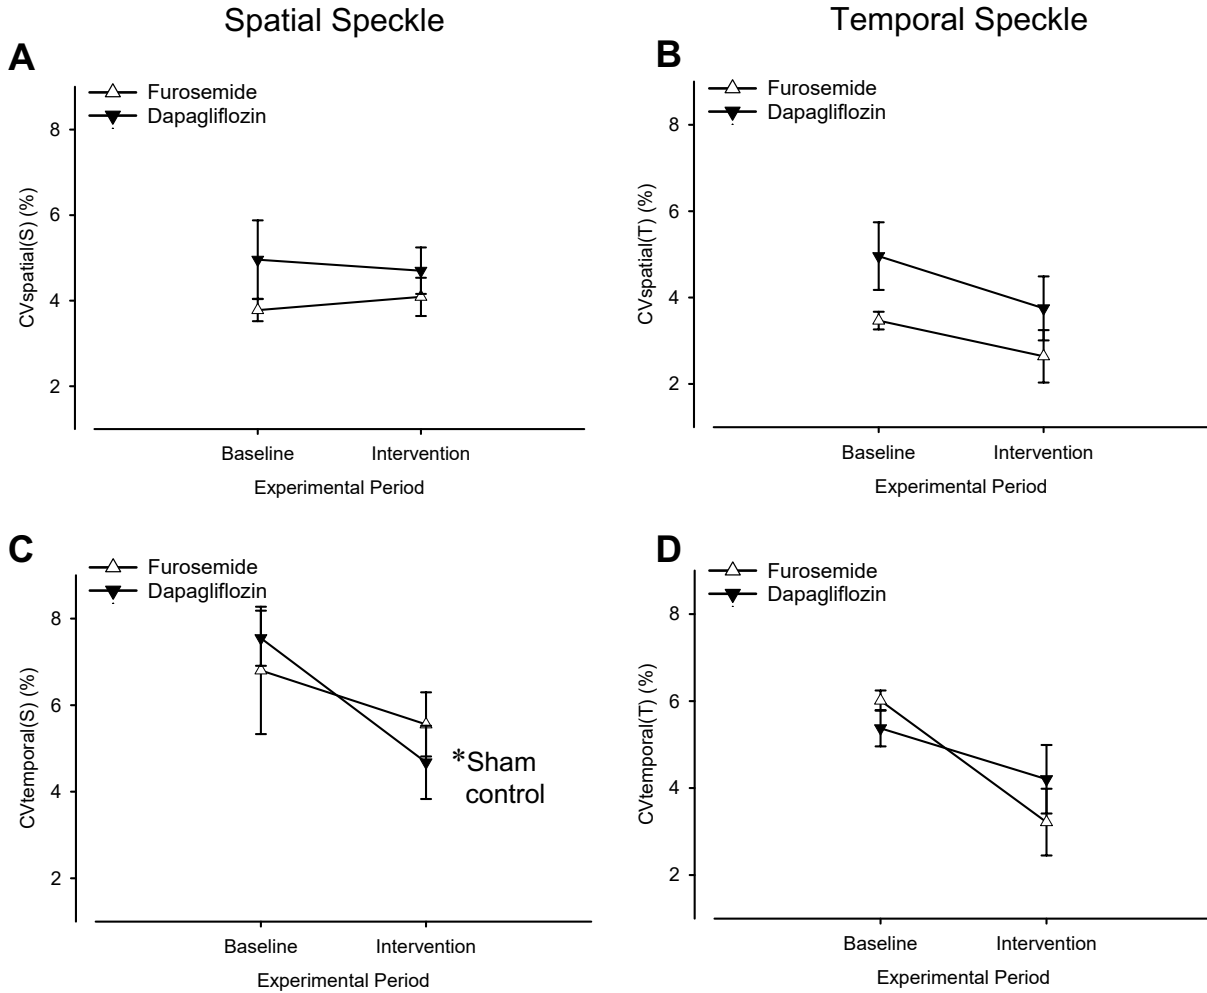 Spatial Speckle
Temporal Speckle
A
Furosemide
Dapagliflozin
8
6
4
2
CVspatial(S) (%)
Baseline
Intervention
Experimental Period
B
Furosemide
Dapagliflozin
8
6
4
2
CVspatial(T) (%)
Baseline
Intervention
Experimental Period
C
Furosemide
Dapagliflozin
8
6
4
2
CVtemporal(S) (%)
*Sham
control
Baseline
Intervention
Experimental Period
D
Furosemide
Dapagliflozin
8
6
4
2
CVtemporal(T) (%)
Baseline
Intervention
Experimental Period